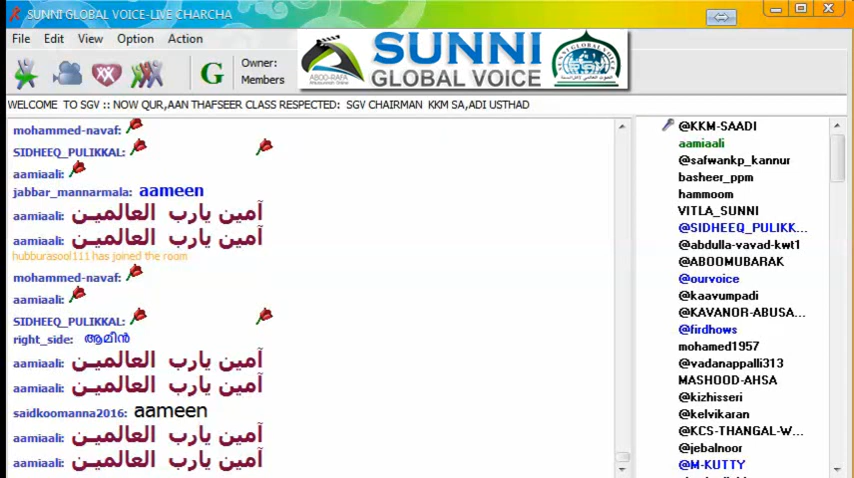 SUNNI GLOBAL VOICE-LIVE CHARCHA
File Edit View Option Action
G
Owner:
Members
ABOO-RAFA
SUNNI
GLOBAL VOICE
WELCOME TO SGV :: NOW QUR,AAN THAFSEER CLASS RESPECTED: SGV CHAIRMAN KKM SA,ADI USTHAD
mohammed-navaf:
SIDHEEQ_PULIKKAL:
aamiaali:
jabbar_mannarmala: aameen
aamiaali: آمين يارب العالميـن
aamiaali: آمين يارب العالميـن
hubburasool111 has joined the room
mohammed-navaf:
aamiaali:
SIDHEEQ_PULIKKAL:
right_side: ആമീൻ
aamiaali: آمين يارب العالميـن
aamiaali: آمين يارب العالميـن
saidkoomanna2016: aameen
aamiaali: آمين يارب العالميـن
aamiaali: آمين يارب العالميـن
@KKM-SAADI
aamiaali
@safwankp_kannur
basheer_ppm
hammoom
VITLA_SUNNI
@SIDHEEQ_PULIKK...
@abdulla-vavad-kwt1
@ABOOMUBARAK
@ourvoice
@kaavumpadi
@KAVANOR-ABUSA...
@firdhows
mohamed1957
@vadanappalli313
MASHOOD-AHSA
@kizhisseri
@kelvikaran
@KCS-THANGAL-W...
@jebalnoor
@M-KUTTY